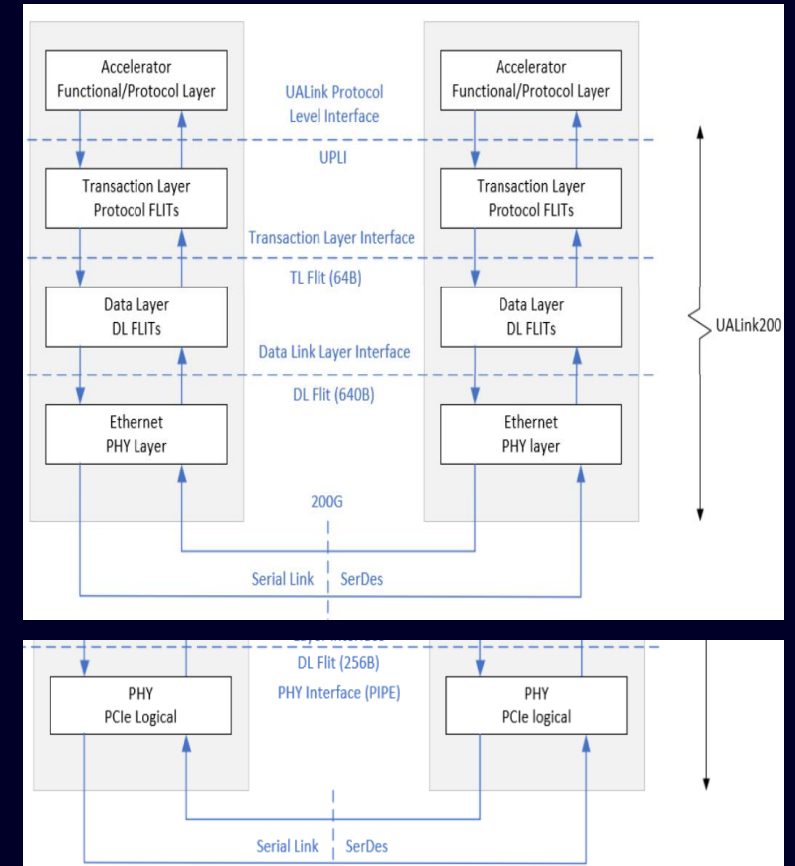 Accelerator
Functional/Protocol Layer
UALink Protocol
Level Interface
Accelerator
Functional/Protocol Layer
UPLI
Transaction Layer
Protocol FLITs
Transaction Layer
Protocol FLITs
Transaction Layer Interface
TL Flit (64B)
Data Layer
DL FLITs
Data Layer
DL FLITs
UALink200
Data Link Layer Interface
DL Flit (640B)
Ethernet
PHY Layer
Ethernet
PHY layer
200G
Serial Link
SerDes
DL Flit (256B)
PHY Interface (PIPE)
PHY
PCIe Logical
PHY
PCIe logical
Serial Link
SerDes